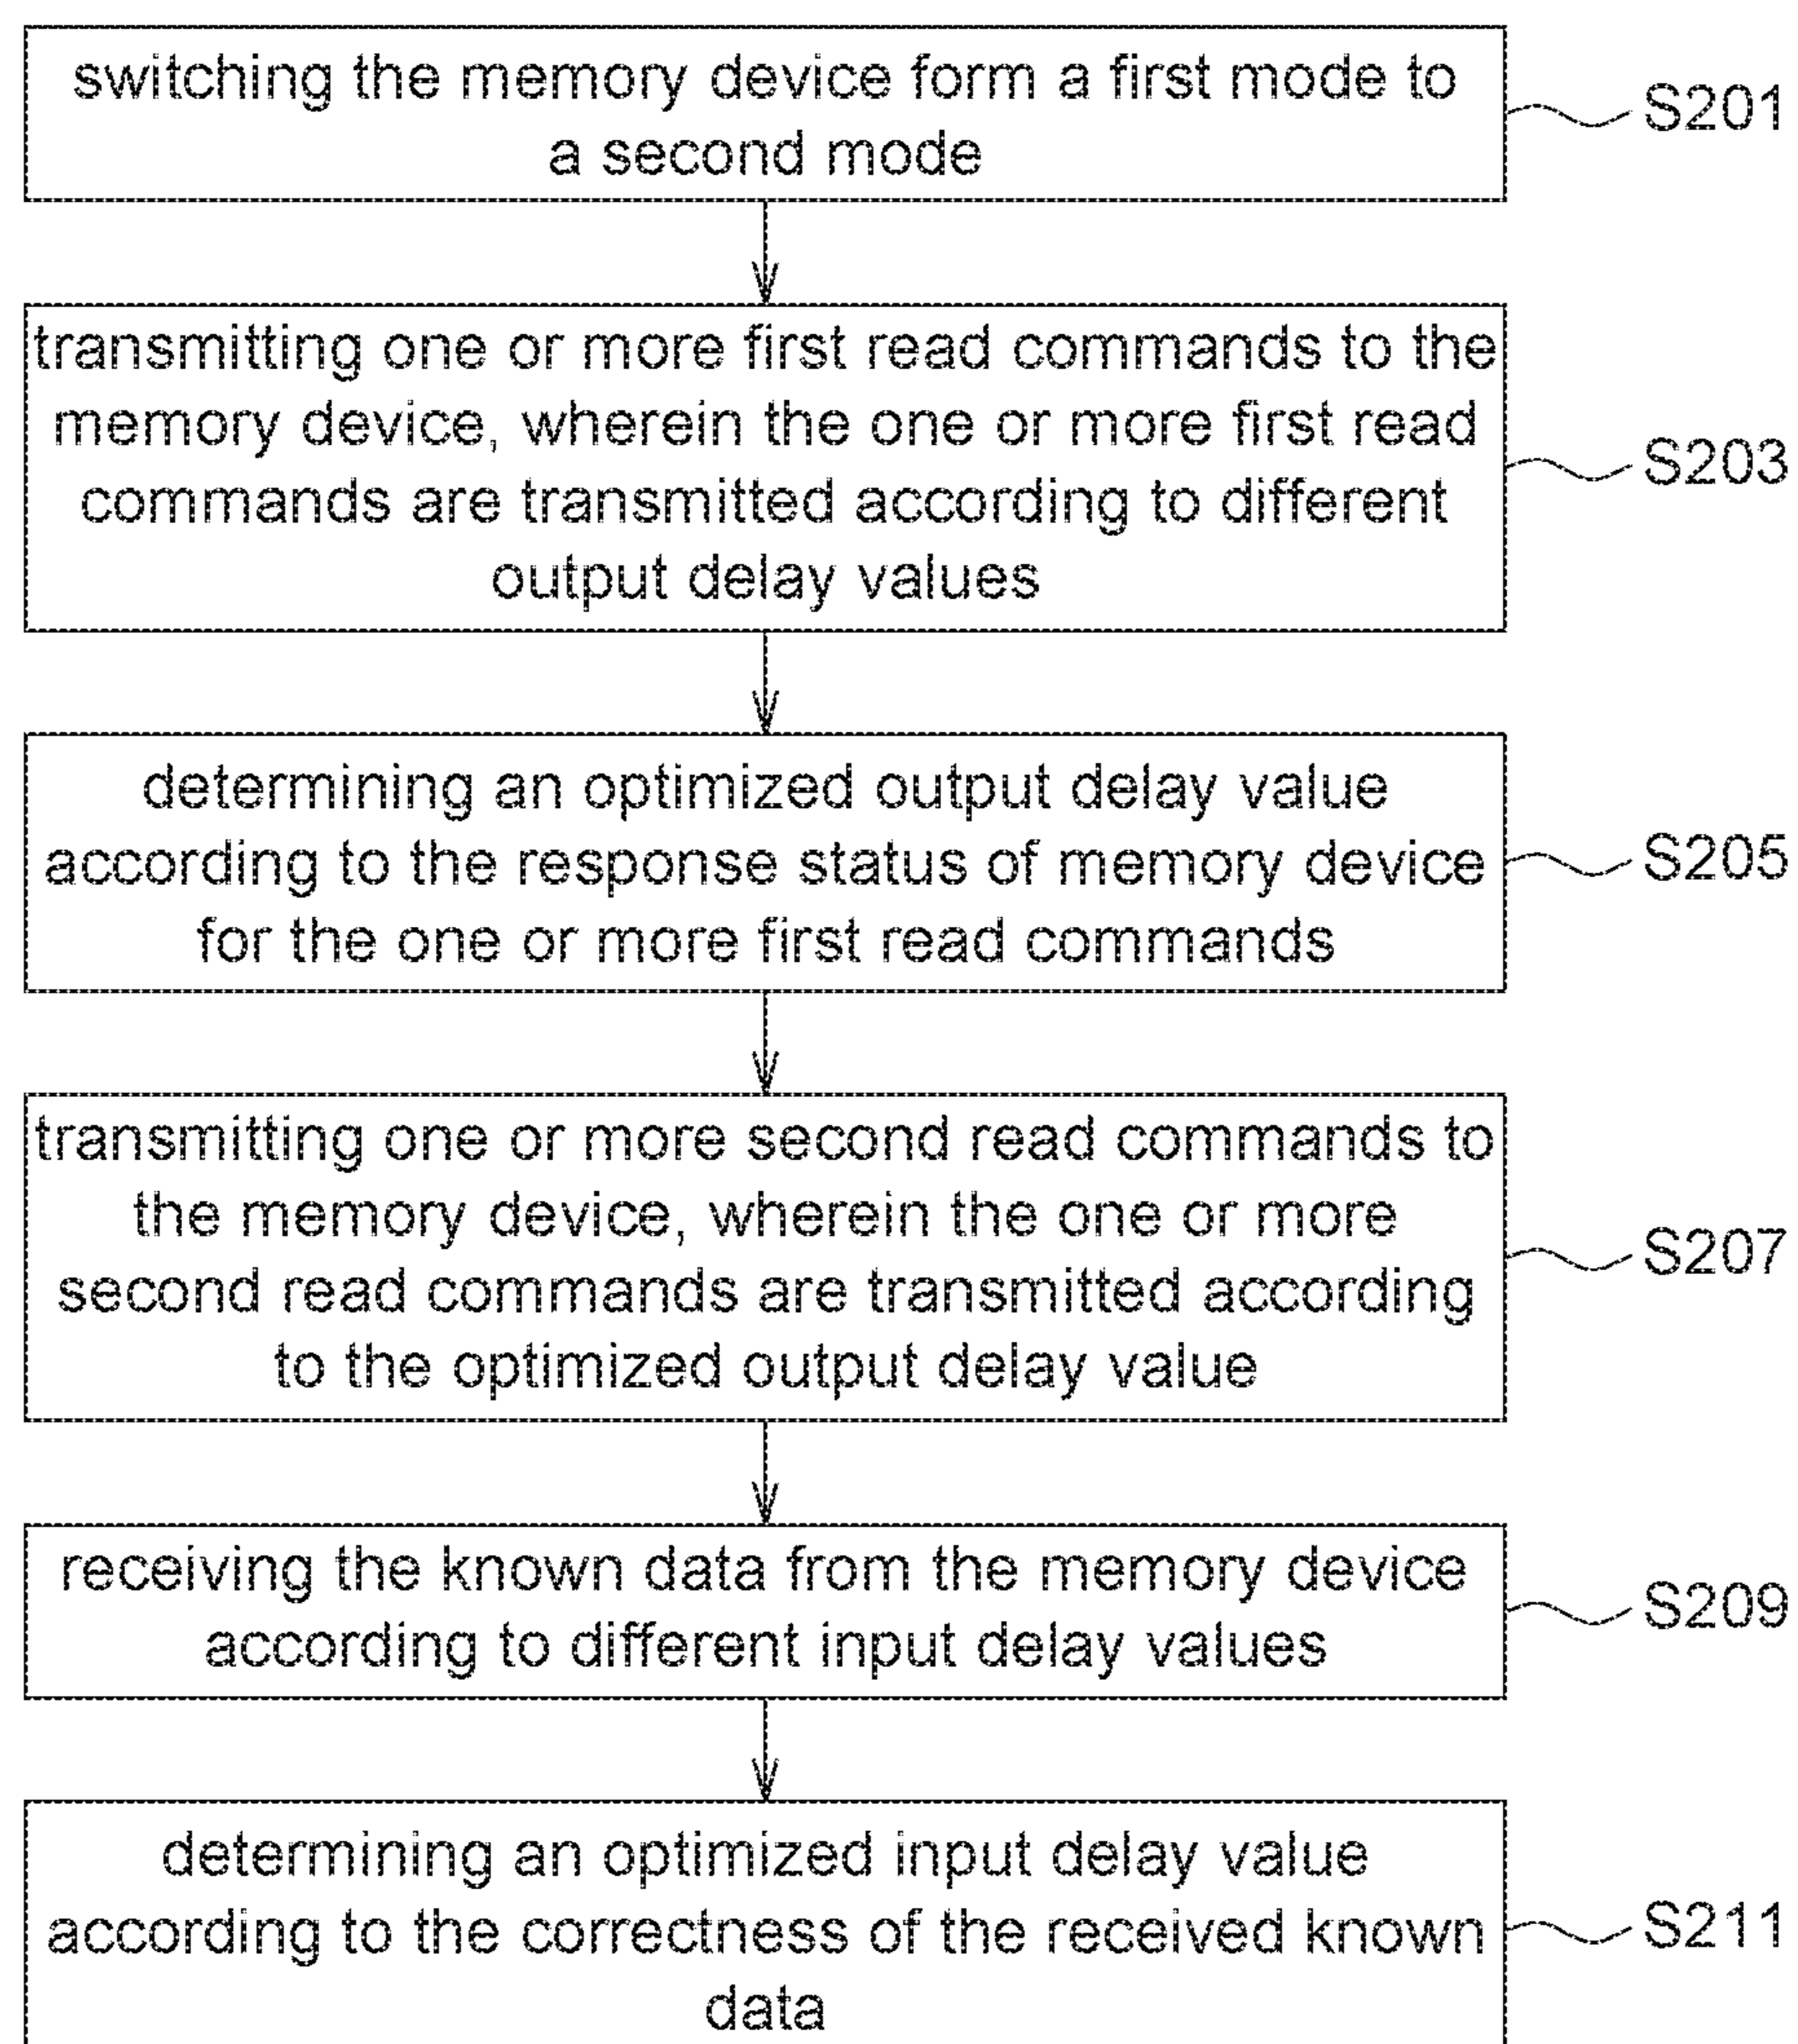 switching the memory device form a first mode to
a second mode
S201
transmitting one or more first read commands to the
memory device, wherein the one or more first read
commands are transmitted according to different
output delay values
S203
determining an optimized output delay value
according to the response status of memory device
for the one or more first read commands
S205
transmitting one or more second read commands to
the memory device, wherein the one or more
second read commands are transmitted according
to the optimized output delay value
S207
receiving the known data from the memory device
according to different input delay values
S209
determining an optimized input delay value
according to the correctness of the received known
data
S211